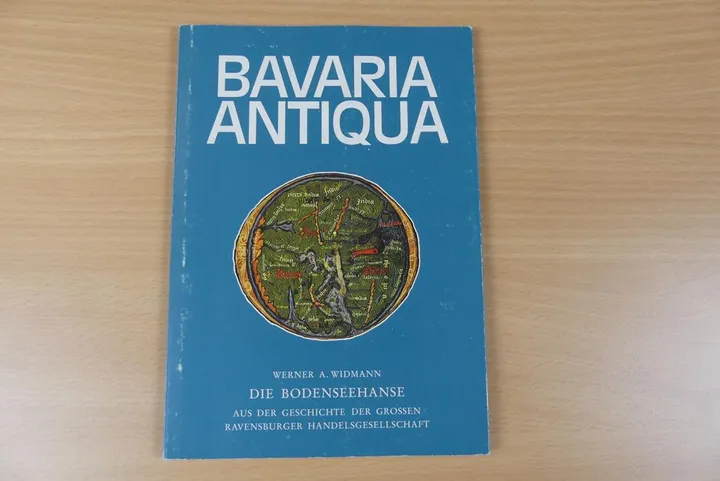 BAVARIA
ANTIQUA
WERNER A. WIDMANN
DIE BODENSEEHANSE
AUS DER GESCHICHTE DER GROSSEN
RAVENSBURGER HANDELSGESELLSCHAFT